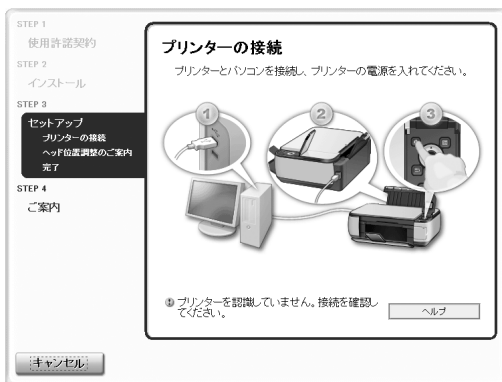 STEP 1
使用許諾契約
STEP 2
インストール
STEP 3
セットアップ
プリンターの接続
ヘッド位置調整のご案内
完了
STEP 4
ご案内
キャンセル
プリンターの接続
プリンターとパソコンを接続し、プリンターの電源を入れてください。
1
2
3
プリンターを認識していません。接続を確認し
てください。
ヘルプ